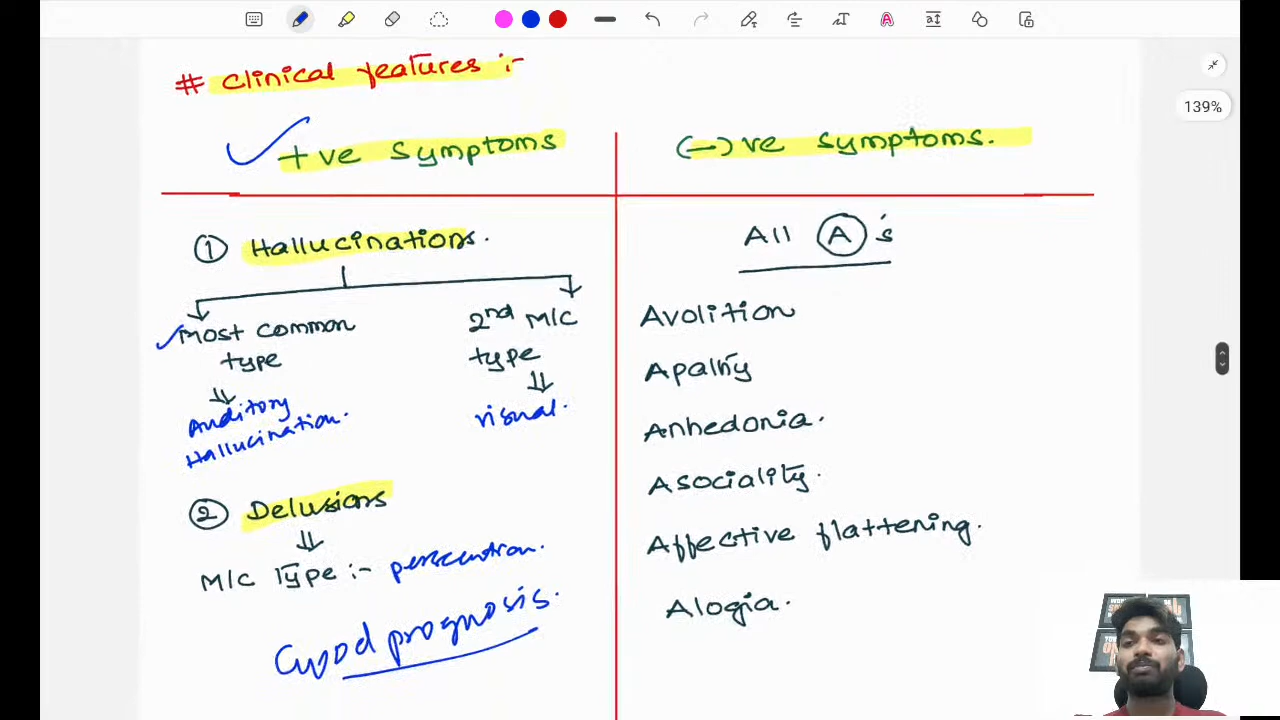 139%
# Clinical features :-
+ve symptoms
(-)ve symptoms.
① Hallucinations.
Most common
type
Auditory
Hallucination.
2nd M/C
type
visual.
② Delusions
M/C Type :- persecution.
Good prognosis.
All A's
Avolition
Apathy
Anhedonia.
Asociality.
Affective flattening.
Alogia.